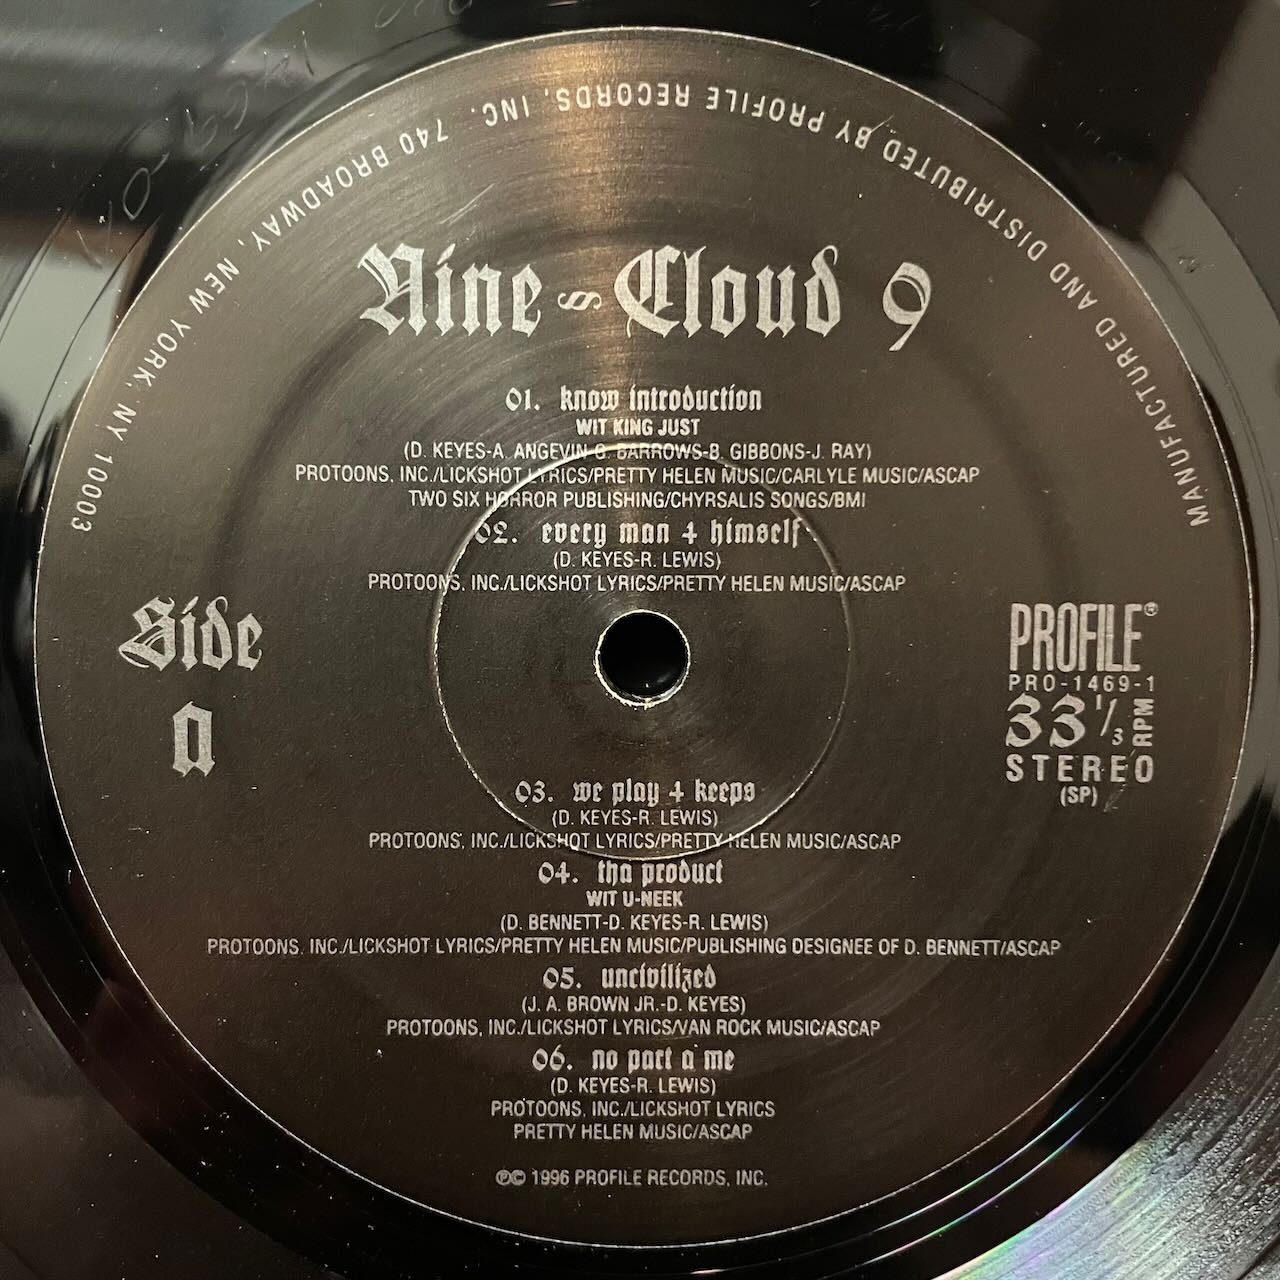 MANUFACTURED AND DISTRIBUTED BY PROFILE RECORDS, INC. 740 BROADWAY, NEW YORK, NY 10003
Nine § Cloud 9
01. know introduction
WIT KING JUST
(D. KEYES-A. ANGEVIN-G. BARROWS-B. GIBBONS-J. RAY)
PROTOONS, INC./LICKSHOT LYRICS/PRETTY HELEN MUSIC/CARLYLE MUSIC/ASCAP
TWO SIX HORROR PUBLISHING/CHYRSALIS SONGS/BMI
02. every man 4 himself
(D. KEYES-R. LEWIS)
PROTOONS, INC./LICKSHOT LYRICS/PRETTY HELEN MUSIC/ASCAP
Side
a
PROFILE®
PRO-1469-1
33 1/3 RPM
STEREO
(SP)
03. we play 4 keeps
(D. KEYES-R. LEWIS)
PROTOONS, INC./LICKSHOT LYRICS/PRETTY HELEN MUSIC/ASCAP
04. tha product
WIT U-NEEK
(D. BENNETT-D. KEYES-R. LEWIS)
PROTOONS, INC./LICKSHOT LYRICS/PRETTY HELEN MUSIC/PUBLISHING DESIGNEE OF D. BENNETT/ASCAP
05. uncivilized
(J. A. BROWN JR.-D. KEYES)
PROTOONS, INC./LICKSHOT LYRICS/VAN ROCK MUSIC/ASCAP
06. no part a me
(D. KEYES-R. LEWIS)
PROTOONS, INC./LICKSHOT LYRICS
PRETTY HELEN MUSIC/ASCAP
℗© 1996 PROFILE RECORDS, INC.